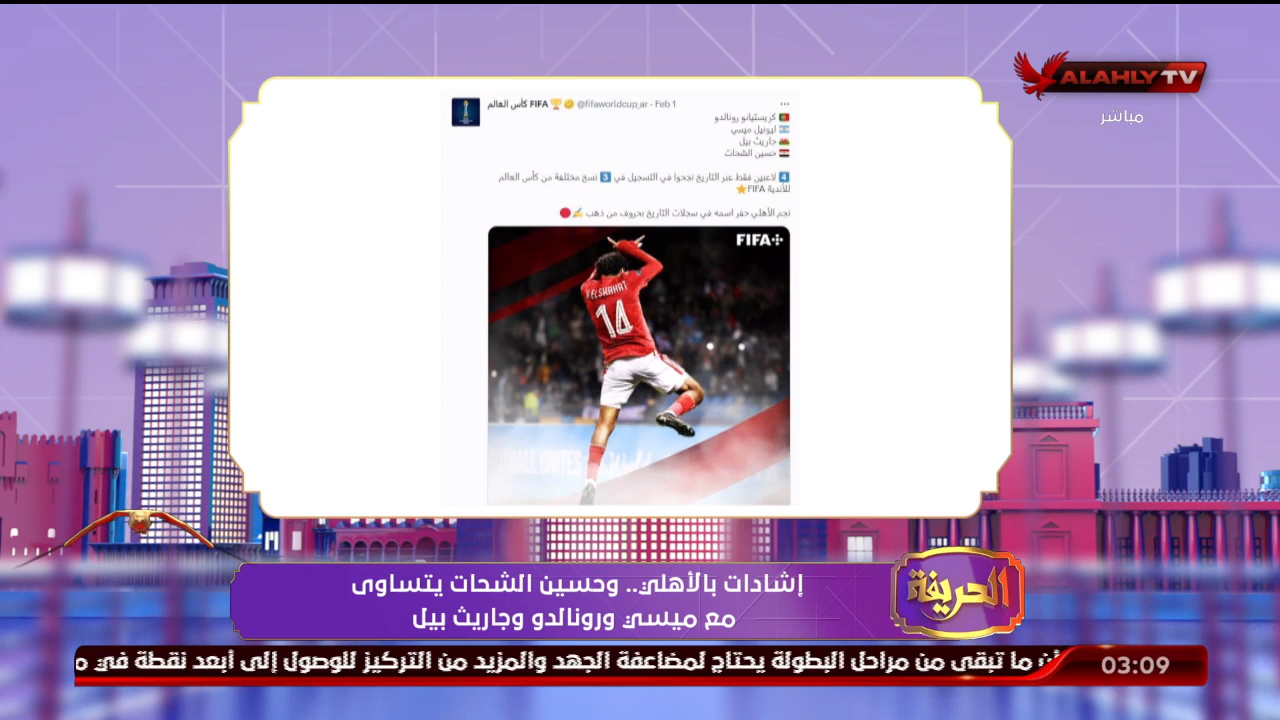 ALAHLY TV
مباشر
كأس العالم FIFA 🏆 @fifaworldcup_ar · Feb 1
كريستيانو رونالدو
ليونيل ميسي
جاريث بيل
حسين الشحات
4 لاعبين فقط عبر التاريخ نجحوا في التسجيل في 3 نسخ مختلفة من كأس العالم
للأندية FIFA
نجم الأهلي حفر اسمه في سجلات التاريخ بحروف من ذهب
FIFA+
H.ELSHAHAT
14
إشادات بالأهلي.. وحسين الشحات يتساوى
مع ميسي ورونالدو وجاريث بيل
الحريفة
أن ما تبقى من مراحل البطولة يحتاج لمضاعفة الجهد والمزيد من التركيز للوصول إلى أبعد نقطة في م
03:09